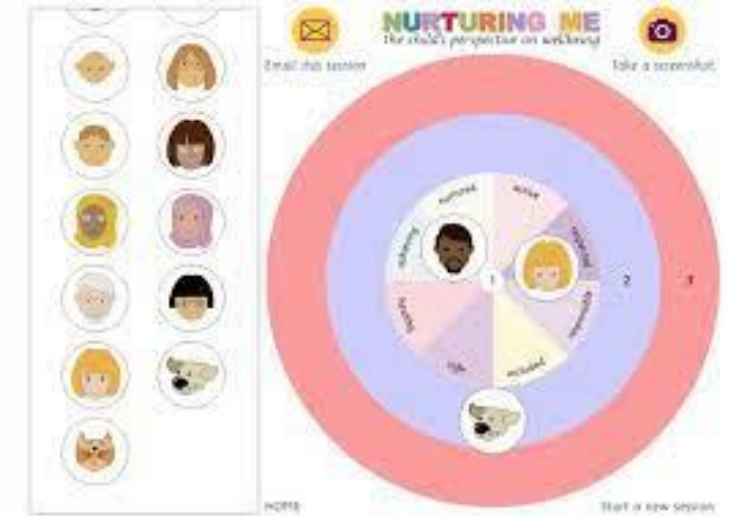 NURTURING ME
the child's perspective on wellbeing
Email this session
Take a screenshot
nurtured
active
respected
responsible
included
safe
healthy
achieving
1
2
3
HOME
Start a new session